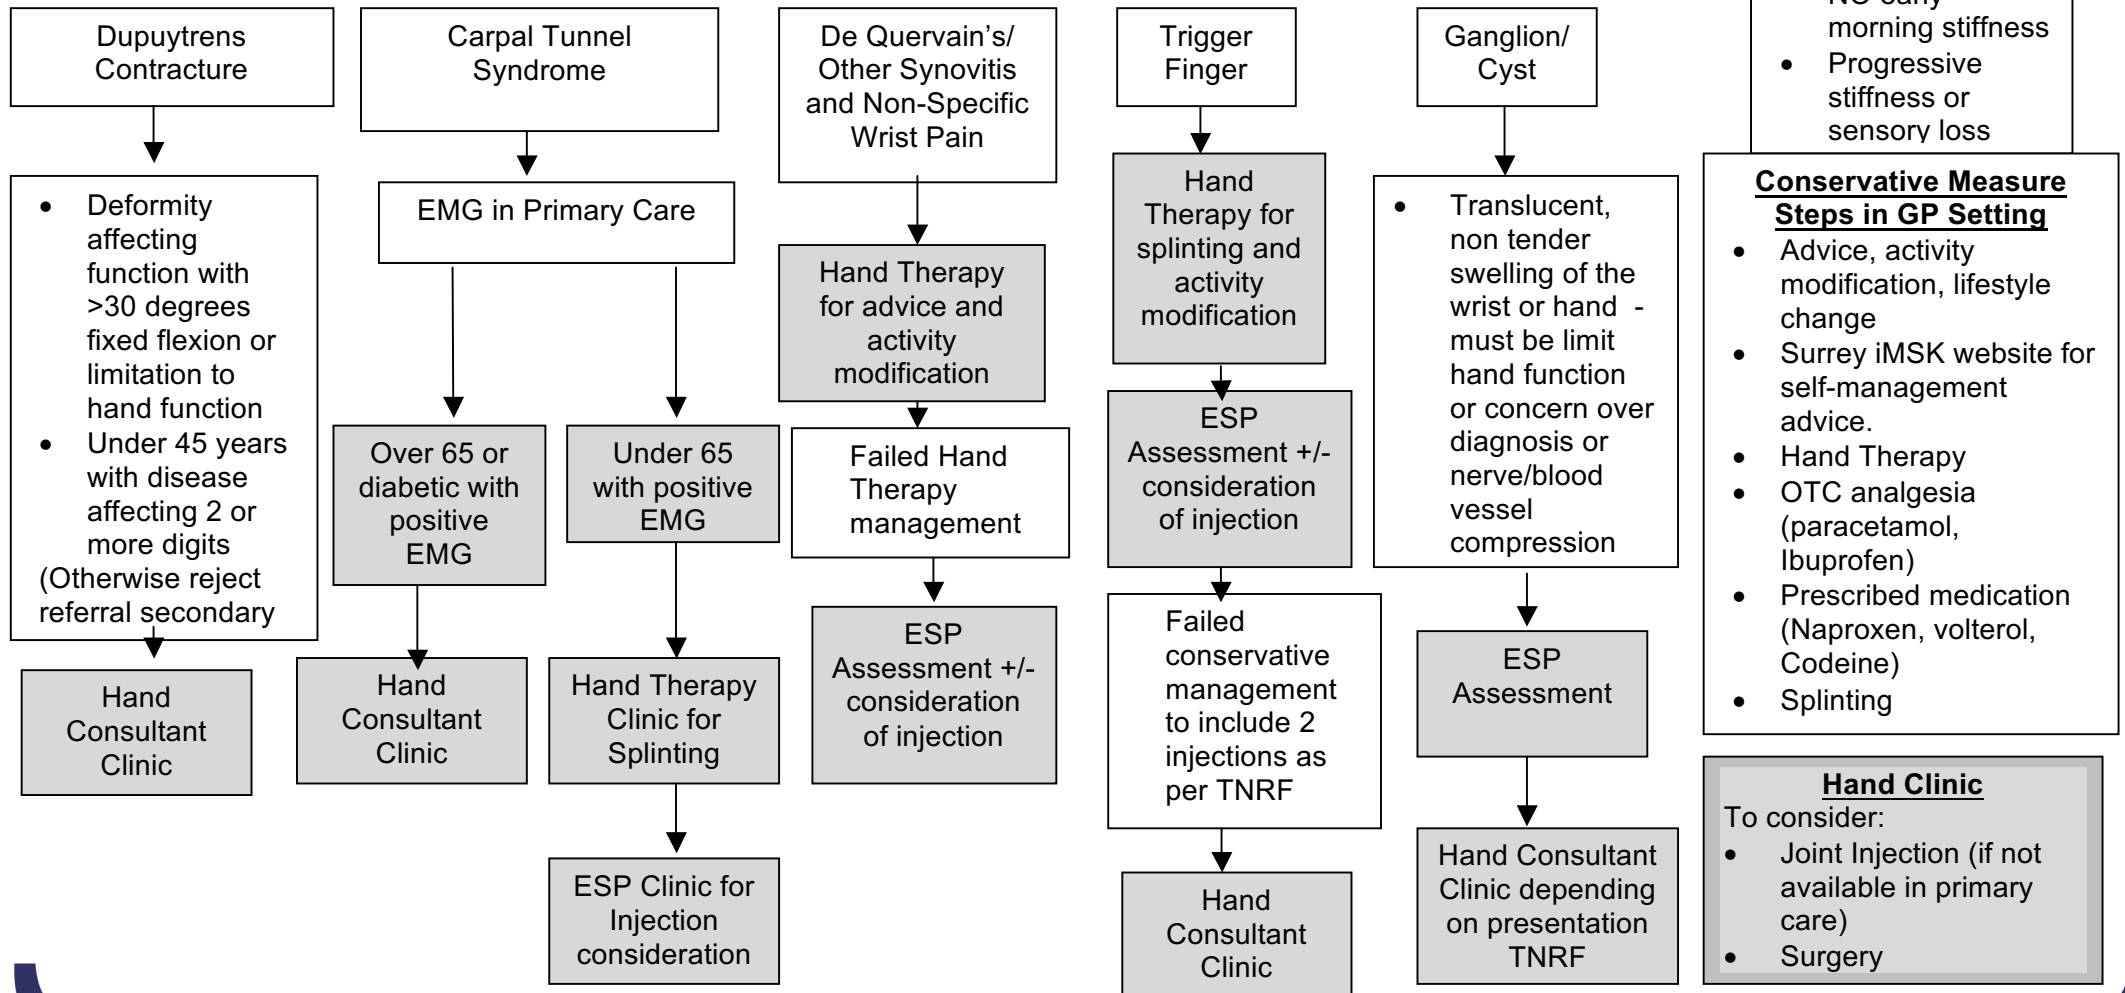 Dupuytrens
Contracture
Deformity
affecting
function with
>30 degrees
fixed flexion or
limitation to
hand function
Under 45 years
with disease
affecting 2 or
more digits
(Otherwise reject
referral secondary
Hand
Consultant
Clinic
Carpal Tunnel
Syndrome
EMG in Primary Care
Over 65 or
diabetic with
positive
EMG
Hand
Consultant
Clinic
Under 65
with positive
EMG
Hand Therapy
Clinic for
Splinting
ESP Clinic for
Injection
consideration
De Quervain's/
Other Synovitis
and Non-Specific
Wrist Pain
Hand Therapy
for advice and
activity
modification
Failed Hand
Therapy
management
ESP
Assessment +/-
consideration
of injection
Trigger
Finger
Hand
Therapy for
splinting and
activity
modification
ESP
Assessment +/-
consideration
of injection
Failed
conservative
management
to include 2
injections as
per TNRF
Hand
Consultant
Clinic
Ganglion/
Cyst
Translucent,
non tender
swelling of the
wrist or hand -
must be limit
hand function
or concern over
diagnosis or
nerve/blood
vessel
compression
ESP
Assessment
Hand Consultant
Clinic depending
on presentation
TNRF
morning stiffness
Progressive
stiffness or
sensory loss
Conservative Measure
Steps in GP Setting
Advice, activity
modification, lifestyle
change
Surrey iMSK website for
self-management
advice.
Hand Therapy
OTC analgesia
(paracetamol,
Ibuprofen)
Prescribed medication
(Naproxen, volterol,
Codeine)
Splinting
Hand Clinic
To consider:
Joint Injection (if not
available in primary
care)
Surgery